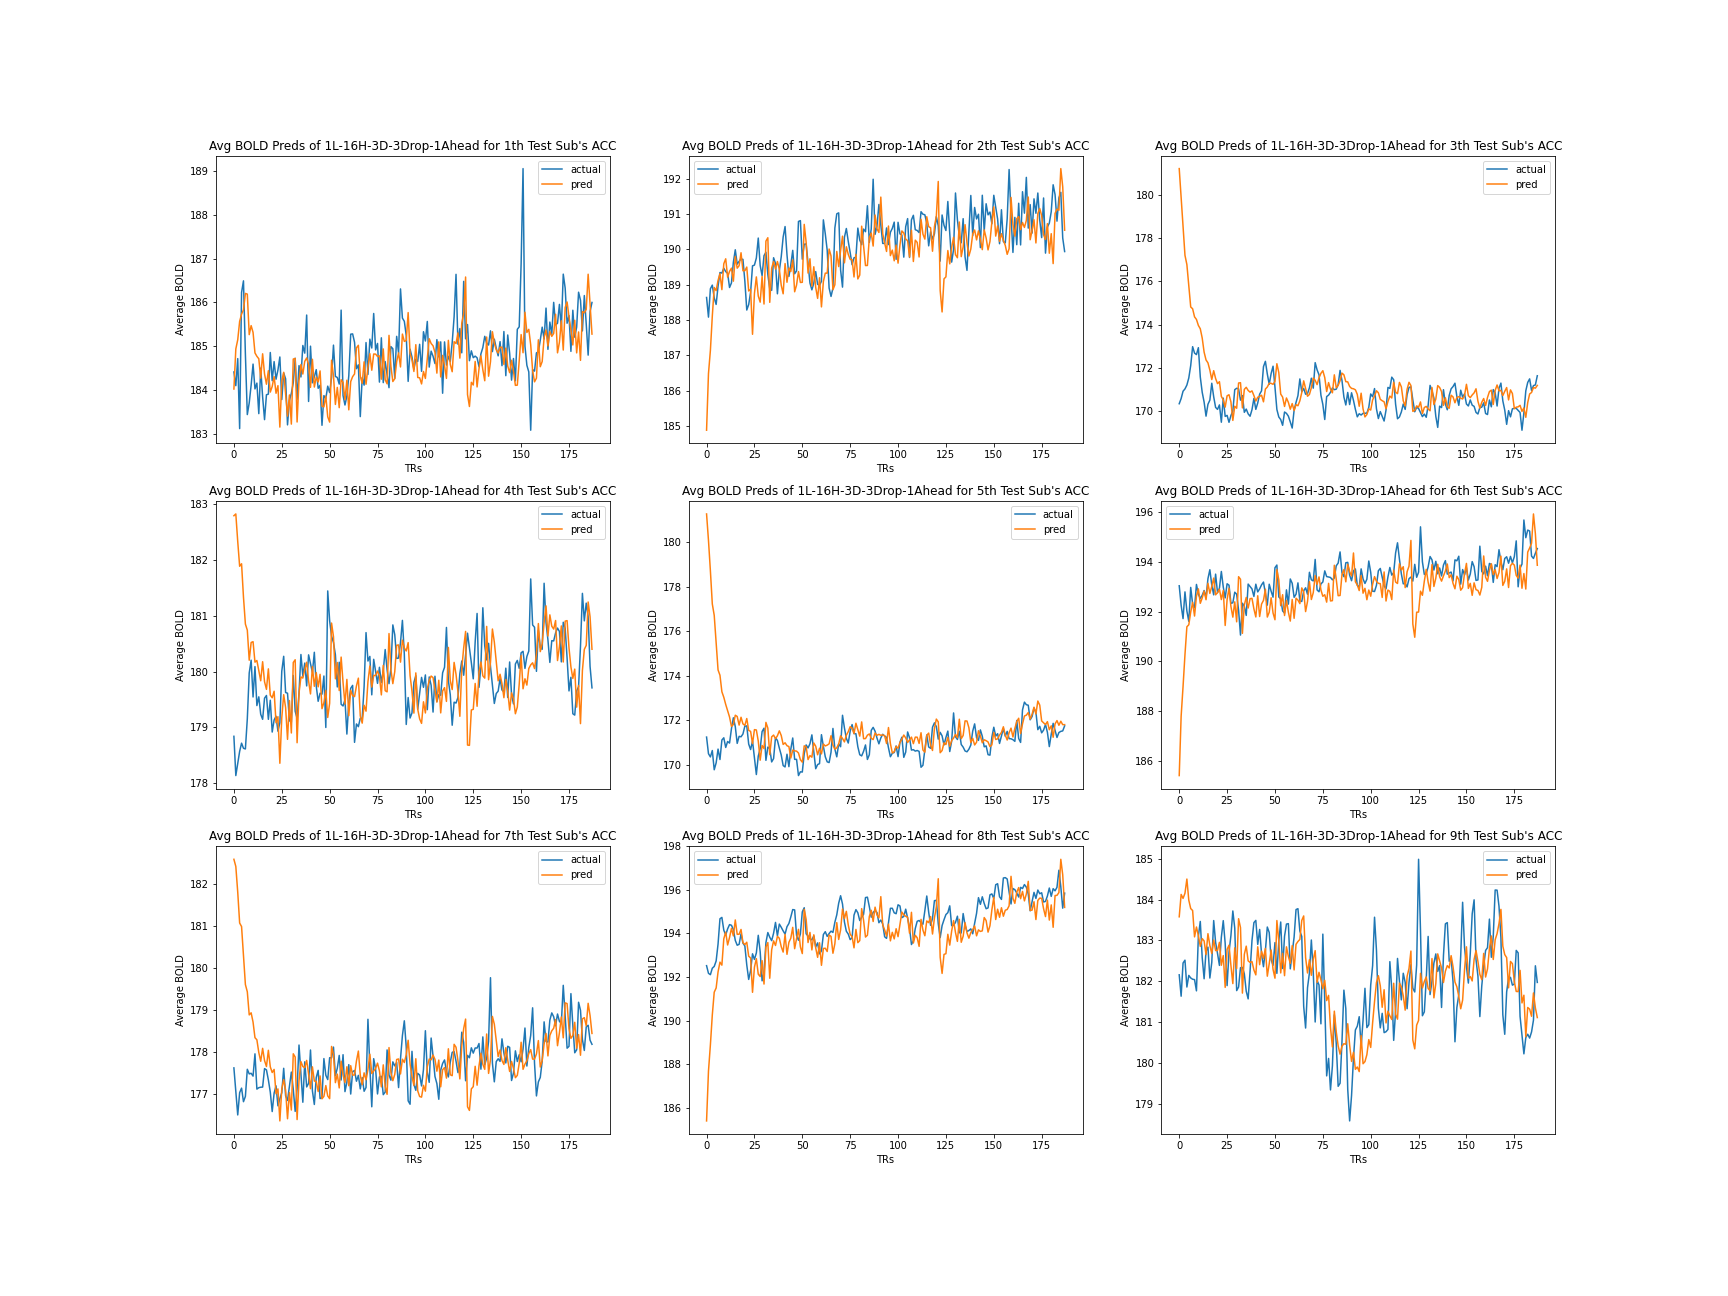 Avg BOLD Preds of 1L-16H-3D-3Drop-1Ahead for 1th Test Sub's ACC
actual
pred
Average BOLD
189
188
187
186
185
184
183
0 25 50 75 100 125 150 175
TRs
Avg BOLD Preds of 1L-16H-3D-3Drop-1Ahead for 2th Test Sub's ACC
actual
pred
Average BOLD
192
191
190
189
188
187
186
185
0 25 50 75 100 125 150 175
TRs
Avg BOLD Preds of 1L-16H-3D-3Drop-1Ahead for 3th Test Sub's ACC
actual
pred
Average BOLD
180
178
176
174
172
170
0 25 50 75 100 125 150 175
TRs
Avg BOLD Preds of 1L-16H-3D-3Drop-1Ahead for 4th Test Sub's ACC
actual
pred
Average BOLD
183
182
181
180
179
178
0 25 50 75 100 125 150 175
TRs
Avg BOLD Preds of 1L-16H-3D-3Drop-1Ahead for 5th Test Sub's ACC
actual
pred
Average BOLD
180
178
176
174
172
170
0 25 50 75 100 125 150 175
TRs
Avg BOLD Preds of 1L-16H-3D-3Drop-1Ahead for 6th Test Sub's ACC
actual
pred
Average BOLD
196
194
192
190
188
186
0 25 50 75 100 125 150 175
TRs
Avg BOLD Preds of 1L-16H-3D-3Drop-1Ahead for 7th Test Sub's ACC
actual
pred
Average BOLD
182
181
180
179
178
177
0 25 50 75 100 125 150 175
TRs
Avg BOLD Preds of 1L-16H-3D-3Drop-1Ahead for 8th Test Sub's ACC
actual
pred
Average BOLD
198
196
194
192
190
188
186
0 25 50 75 100 125 150 175
TRs
Avg BOLD Preds of 1L-16H-3D-3Drop-1Ahead for 9th Test Sub's ACC
actual
pred
Average BOLD
185
184
183
182
181
180
179
0 25 50 75 100 125 150 175
TRs